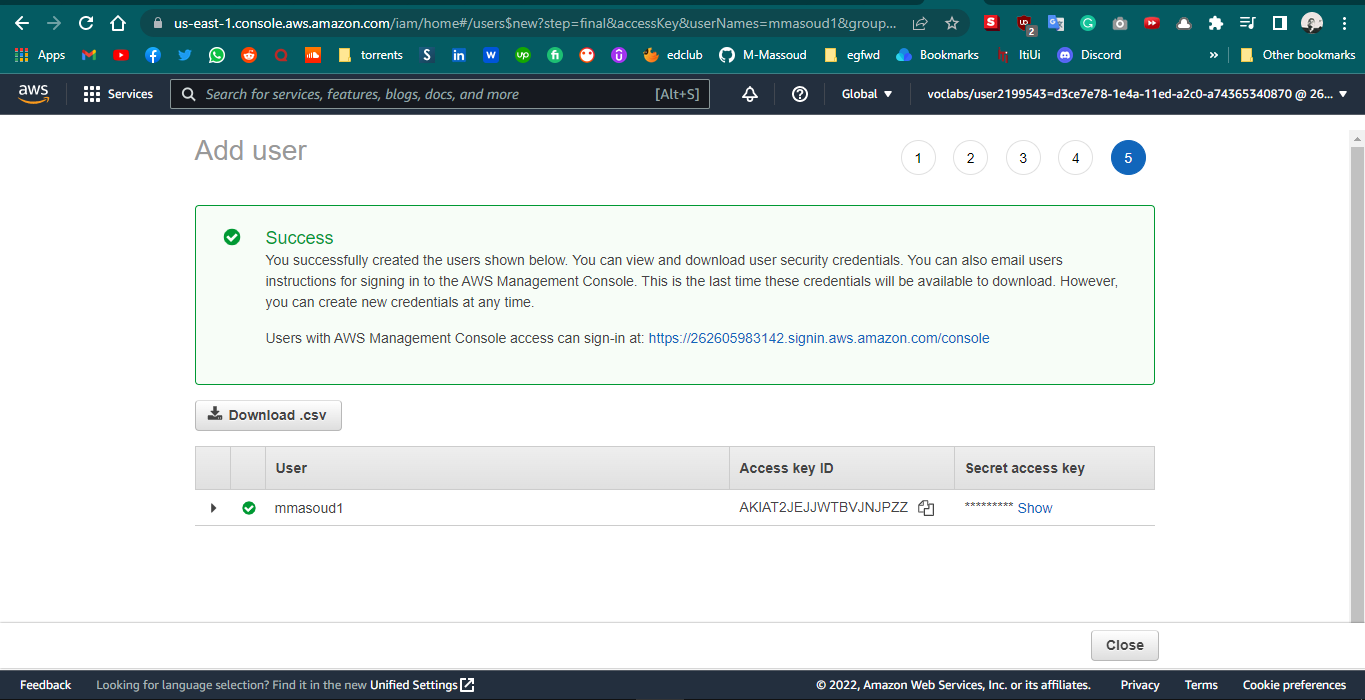 us-east-1.console.aws.amazon.com/iam/home#/users$new?step=final&accessKey&userNames=mmasoud1&group...
Apps
torrents
edclub
M-Massoud
egfwd
Bookmarks
ItiUi
Discord
»
Other bookmarks
aws
Services
Search for services, features, blogs, docs, and more
[Alt+S]
Global
voclabs/user2199543=d3ce7e78-1e4a-11ed-a2c0-a74365340870 @ 26...
Add user
1
2
3
4
5
Success
You successfully created the users shown below. You can view and download user security credentials. You can also email users
instructions for signing in to the AWS Management Console. This is the last time these credentials will be available to download. However,
you can create new credentials at any time.
Users with AWS Management Console access can sign-in at: https://262605983142.signin.aws.amazon.com/console
Download .csv
User
Access key ID
Secret access key
mmasoud1
AKIAT2JEJJWTBVJNJPZZ
********* Show
Close
Feedback
Looking for language selection? Find it in the new Unified Settings
© 2022, Amazon Web Services, Inc. or its affiliates.
Privacy
Terms
Cookie preferences